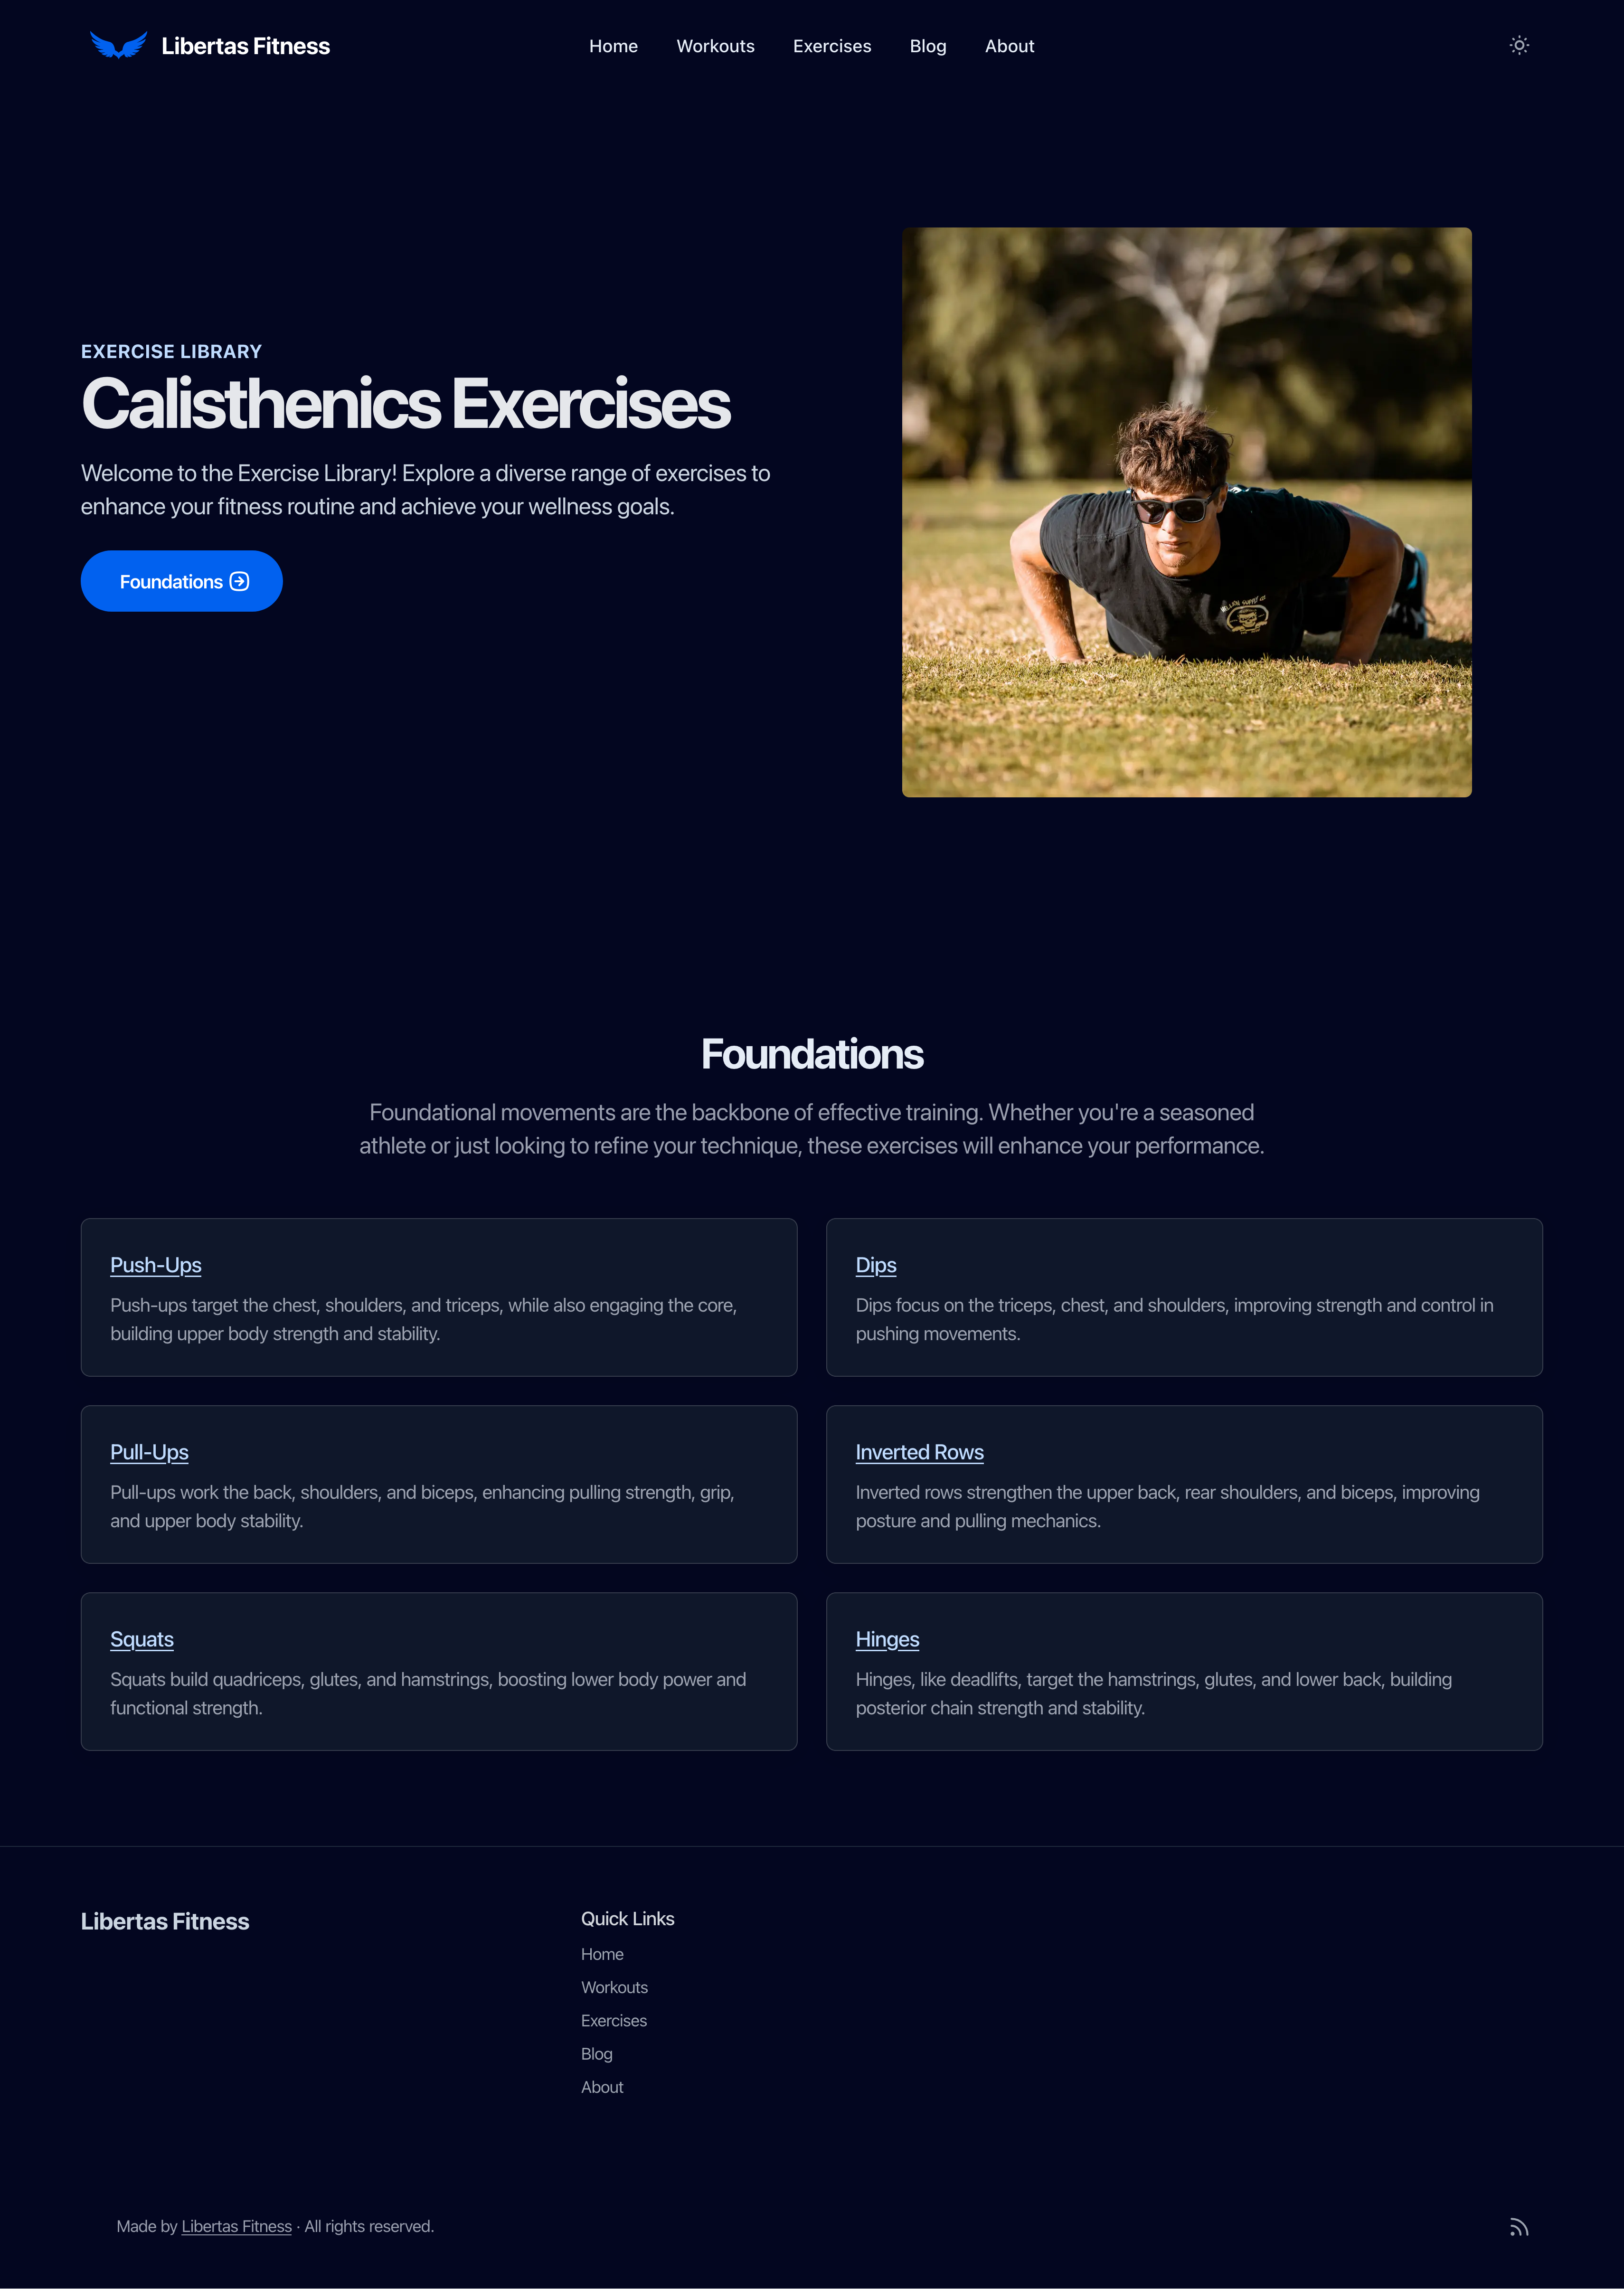 Libertas Fitness
Home
Workouts
Exercises
Blog
About
EXERCISE LIBRARY
Calisthenics Exercises
Welcome to the Exercise Library! Explore a diverse range of exercises to
enhance your fitness routine and achieve your wellness goals.
Foundations
Foundations
Foundational movements are the backbone of effective training. Whether you're a seasoned
athlete or just looking to refine your technique, these exercises will enhance your performance.
Push-Ups
Push-ups target the chest, shoulders, and triceps, while also engaging the core,
building upper body strength and stability.
Dips
Dips focus on the triceps, chest, and shoulders, improving strength and control in
pushing movements.
Pull-Ups
Pull-ups work the back, shoulders, and biceps, enhancing pulling strength, grip,
and upper body stability.
Inverted Rows
Inverted rows strengthen the upper back, rear shoulders, and biceps, improving
posture and pulling mechanics.
Squats
Squats build quadriceps, glutes, and hamstrings, boosting lower body power and
functional strength.
Hinges
Hinges, like deadlifts, target the hamstrings, glutes, and lower back, building
posterior chain strength and stability.
Libertas Fitness
Quick Links
Home
Workouts
Exercises
Blog
About
Made by Libertas Fitness · All rights reserved.